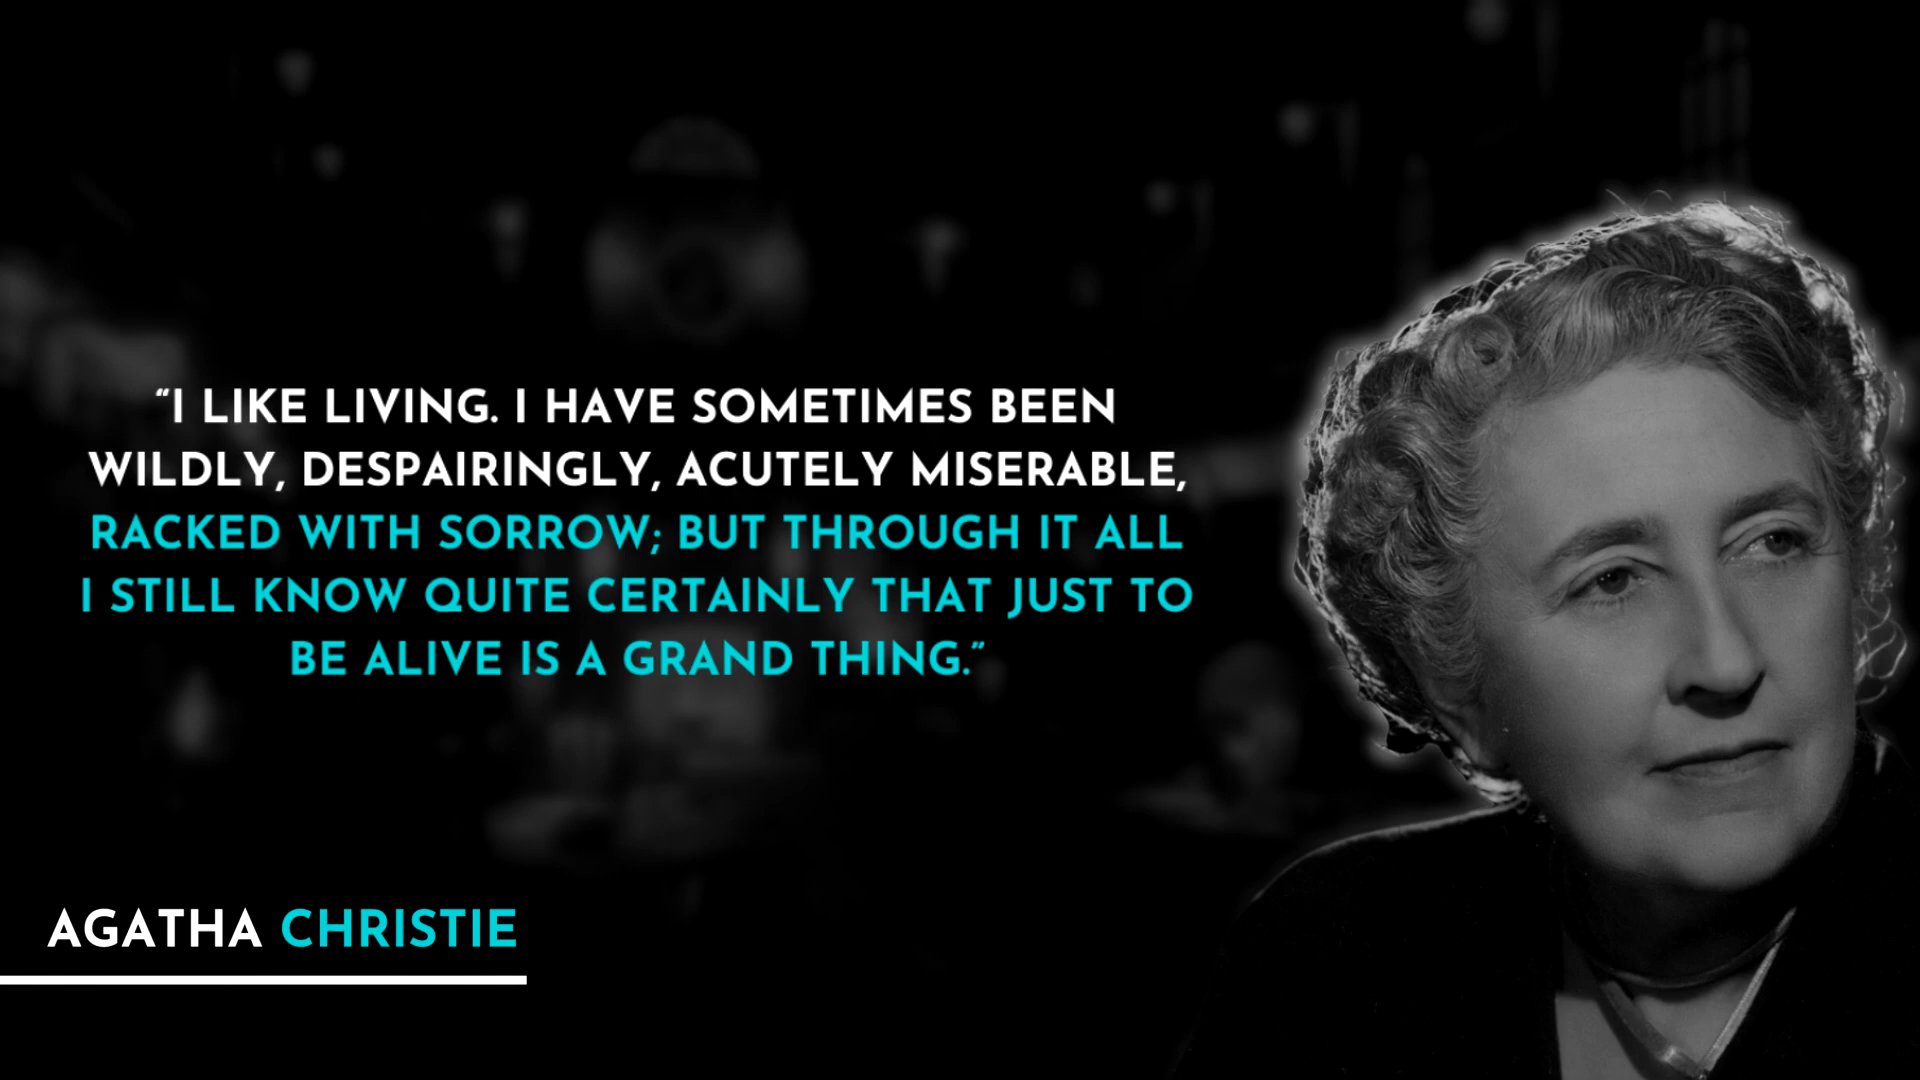 “I LIKE LIVING. I HAVE SOMETIMES BEEN
WILDLY, DESPAIRINGLY, ACUTELY MISERABLE,
RACKED WITH SORROW; BUT THROUGH IT ALL
I STILL KNOW QUITE CERTAINLY THAT JUST TO
BE ALIVE IS A GRAND THING.”
AGATHA CHRISTIE